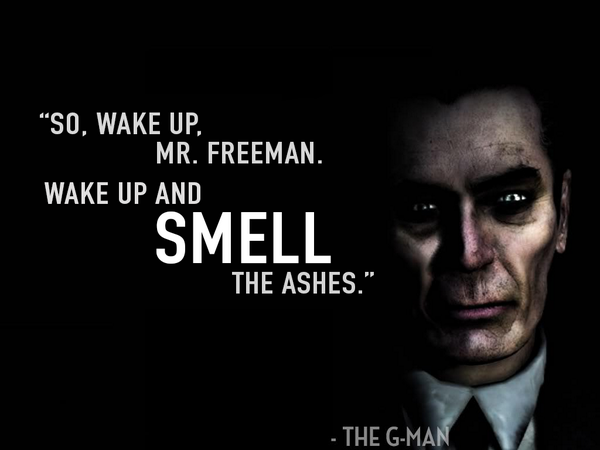 “SO, WAKE UP,
MR. FREEMAN.
WAKE UP AND
SMELL
THE ASHES.”
- THE G-MAN